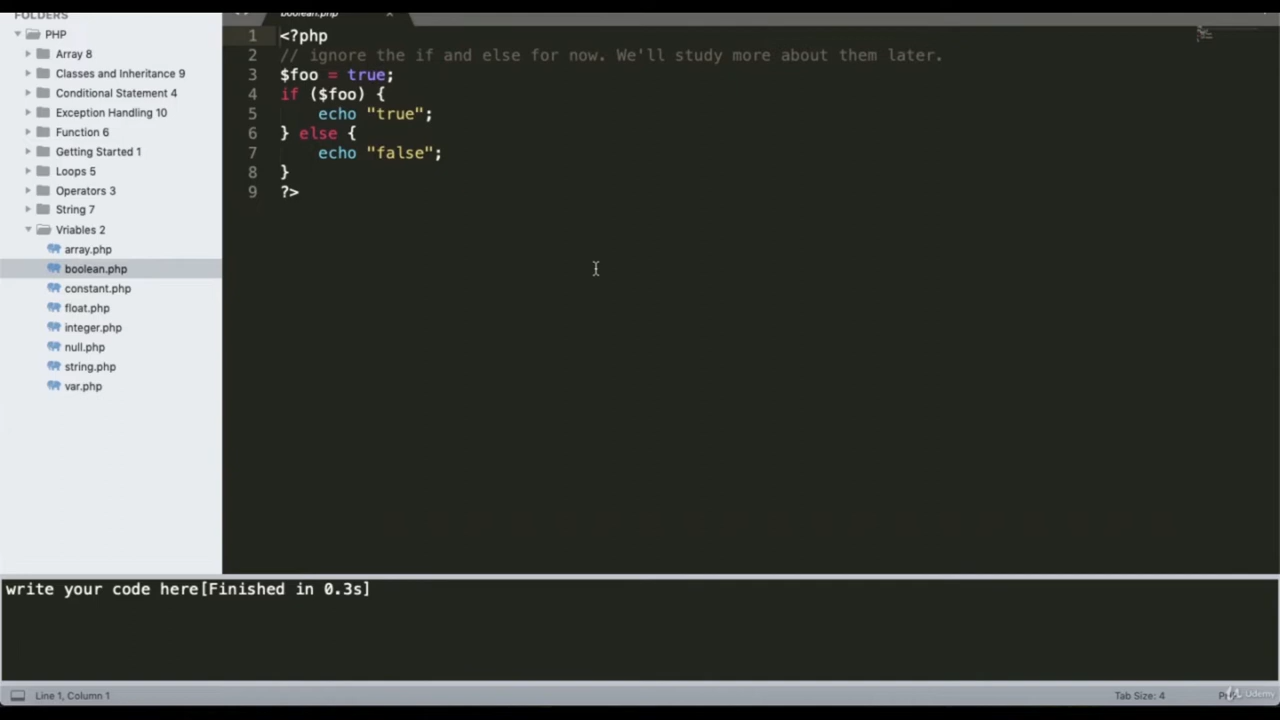 FOLDERS
PHP
Array 8
Classes and Inheritance 9
Conditional Statement 4
Exception Handling 10
Function 6
Getting Started 1
Loops 5
Operators 3
String 7
Vriables 2
array.php
boolean.php
constant.php
float.php
integer.php
null.php
string.php
var.php
boolean.php
1 <?php
2 // ignore the if and else for now. We'll study more about them later.
3 $foo = true;
4 if ($foo) {
5 echo "true";
6 } else {
7 echo "false";
8 }
9 ?>
write your code here[Finished in 0.3s]
Line 1, Column 1
Tab Size: 4
Udemy